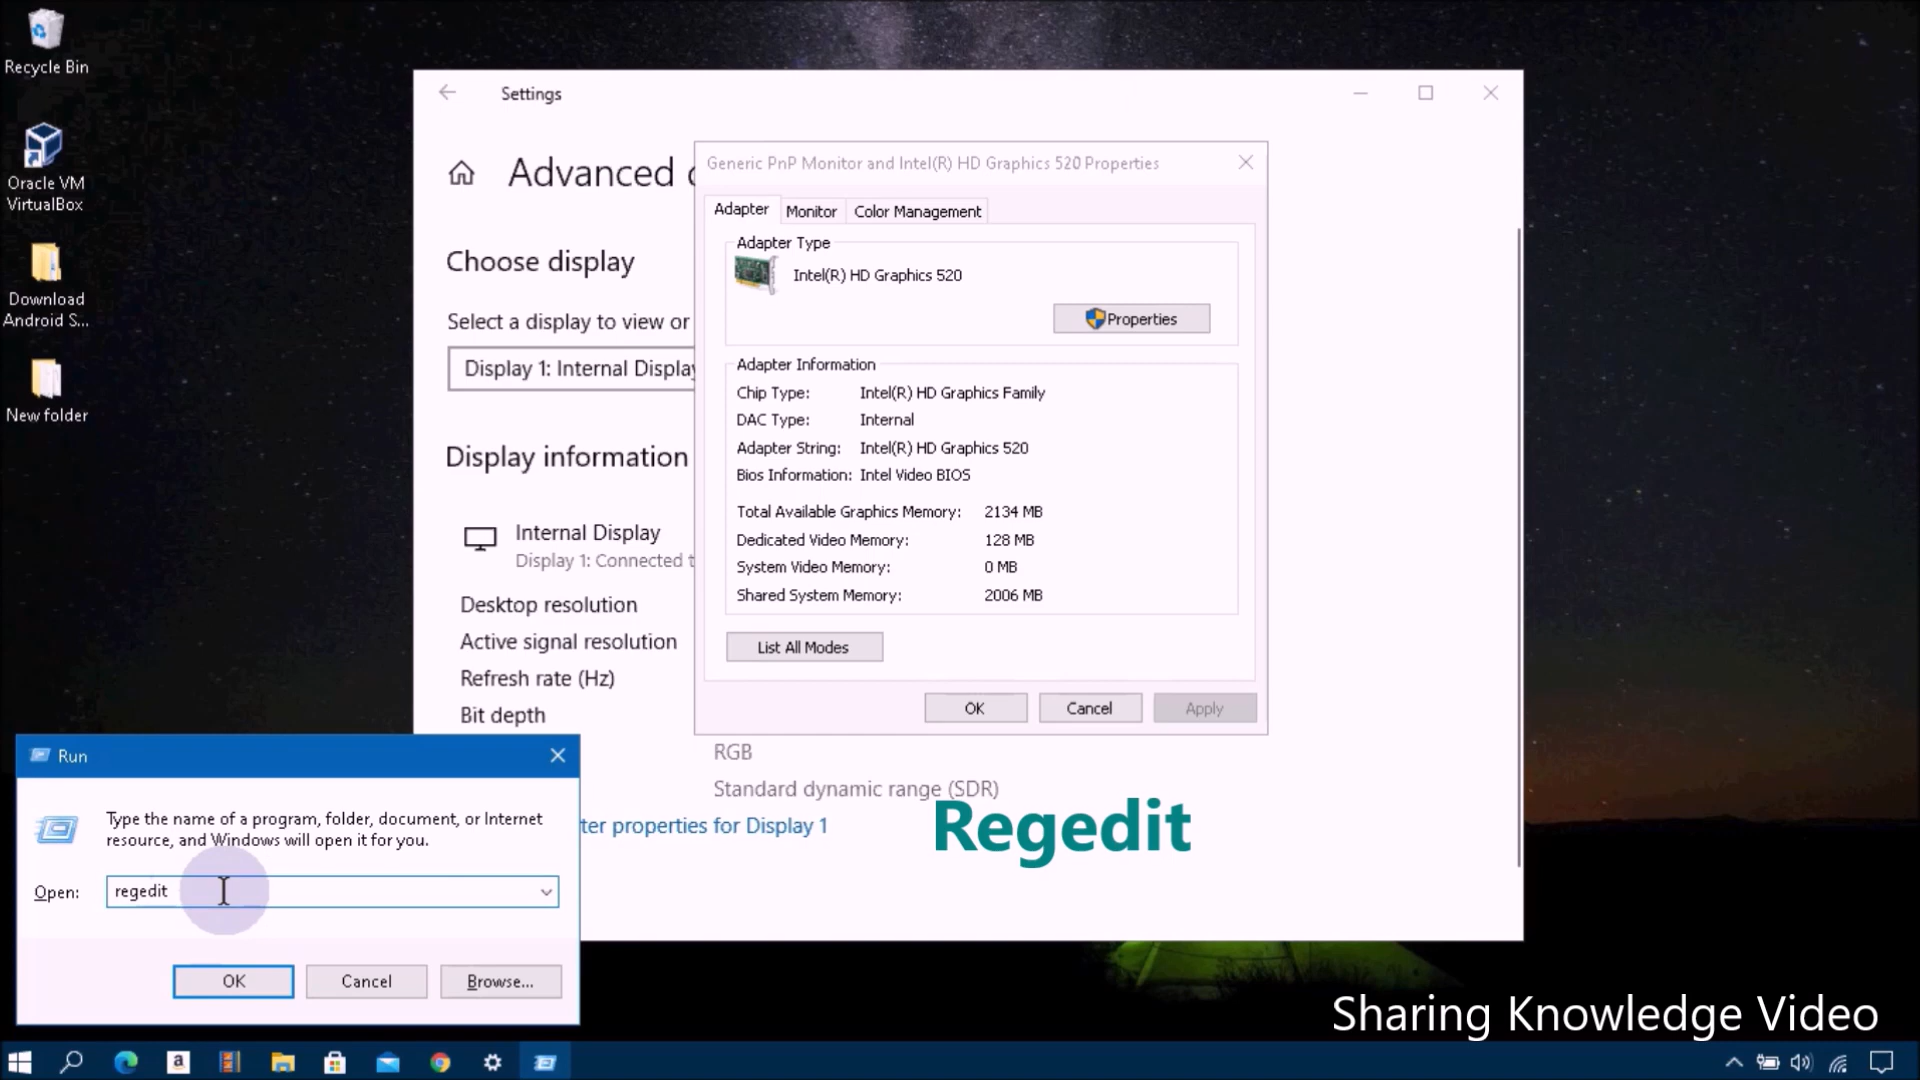 Recycle Bin
Oracle VM
VirtualBox
Download
Android S...
New folder
Settings
Advanced
Choose display
Select a display to view or
Display 1: Internal Display
Display information
Internal Display
Display 1: Connected t
Desktop resolution
Active signal resolution
Refresh rate (Hz)
Bit depth
RGB
Standard dynamic range (SDR)
ter properties for Display 1
Generic PnP Monitor and Intel(R) HD Graphics 520 Properties
Adapter
Monitor
Color Management
Adapter Type
Intel(R) HD Graphics 520
Properties
Adapter Information
Chip Type: Intel(R) HD Graphics Family
DAC Type: Internal
Adapter String: Intel(R) HD Graphics 520
Bios Information: Intel Video BIOS
Total Available Graphics Memory: 2134 MB
Dedicated Video Memory: 128 MB
System Video Memory: 0 MB
Shared System Memory: 2006 MB
List All Modes
OK
Cancel
Apply
Run
Type the name of a program, folder, document, or Internet
resource, and Windows will open it for you.
Open: regedit
OK
Cancel
Browse...
Regedit
Sharing Knowledge Video
a